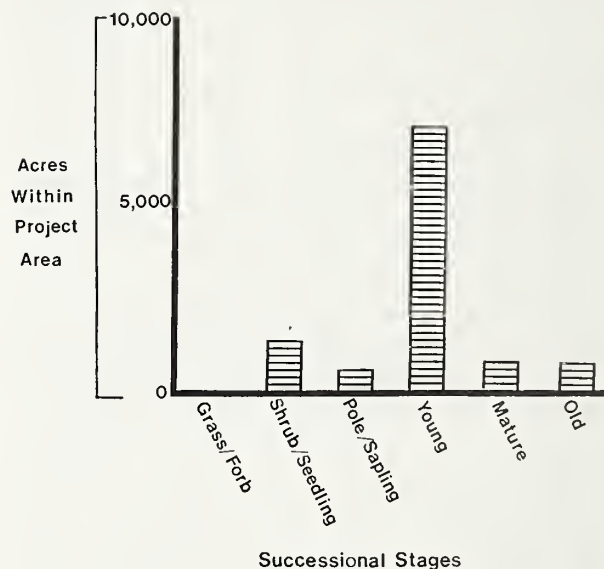 10,000
Acres
Within
Project
Area
5,000
0
Grass/Forb
Shrub/Seedling
Pole/Sapling
Young
Mature
Old
Successional Stages